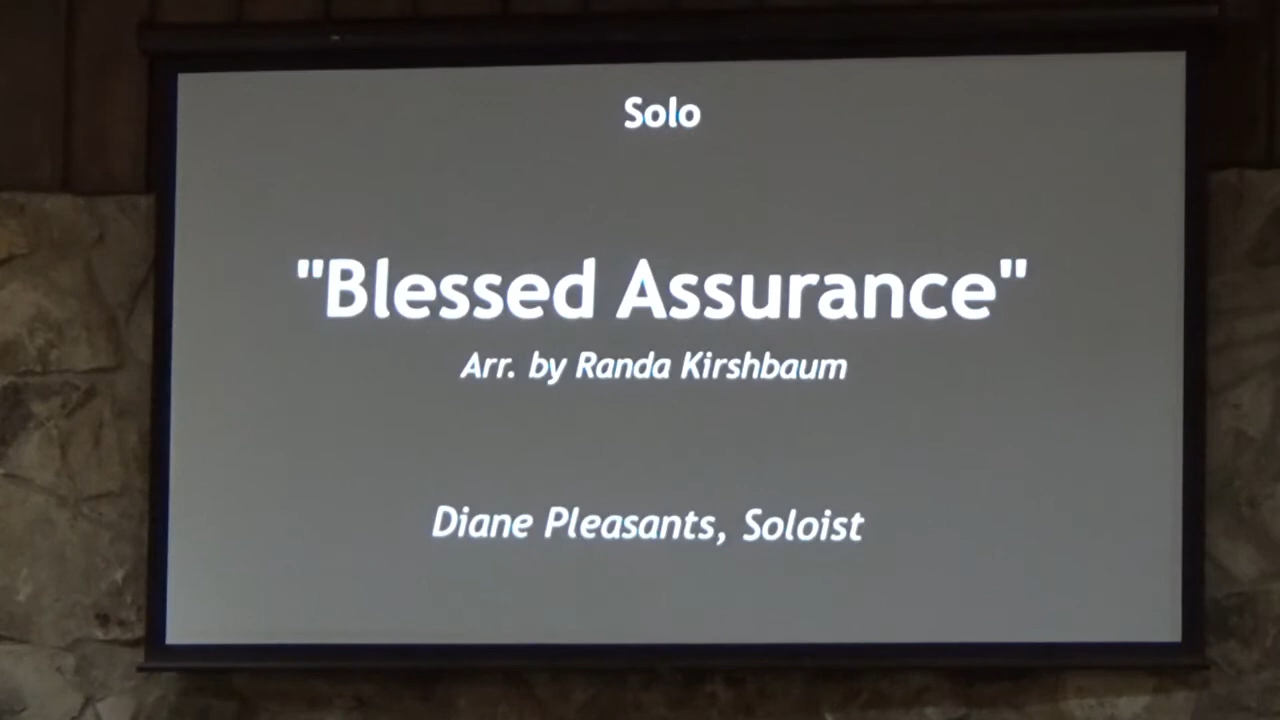 Solo
"Blessed Assurance"
Arr. by Randa Kirshbaum
Diane Pleasants, Soloist